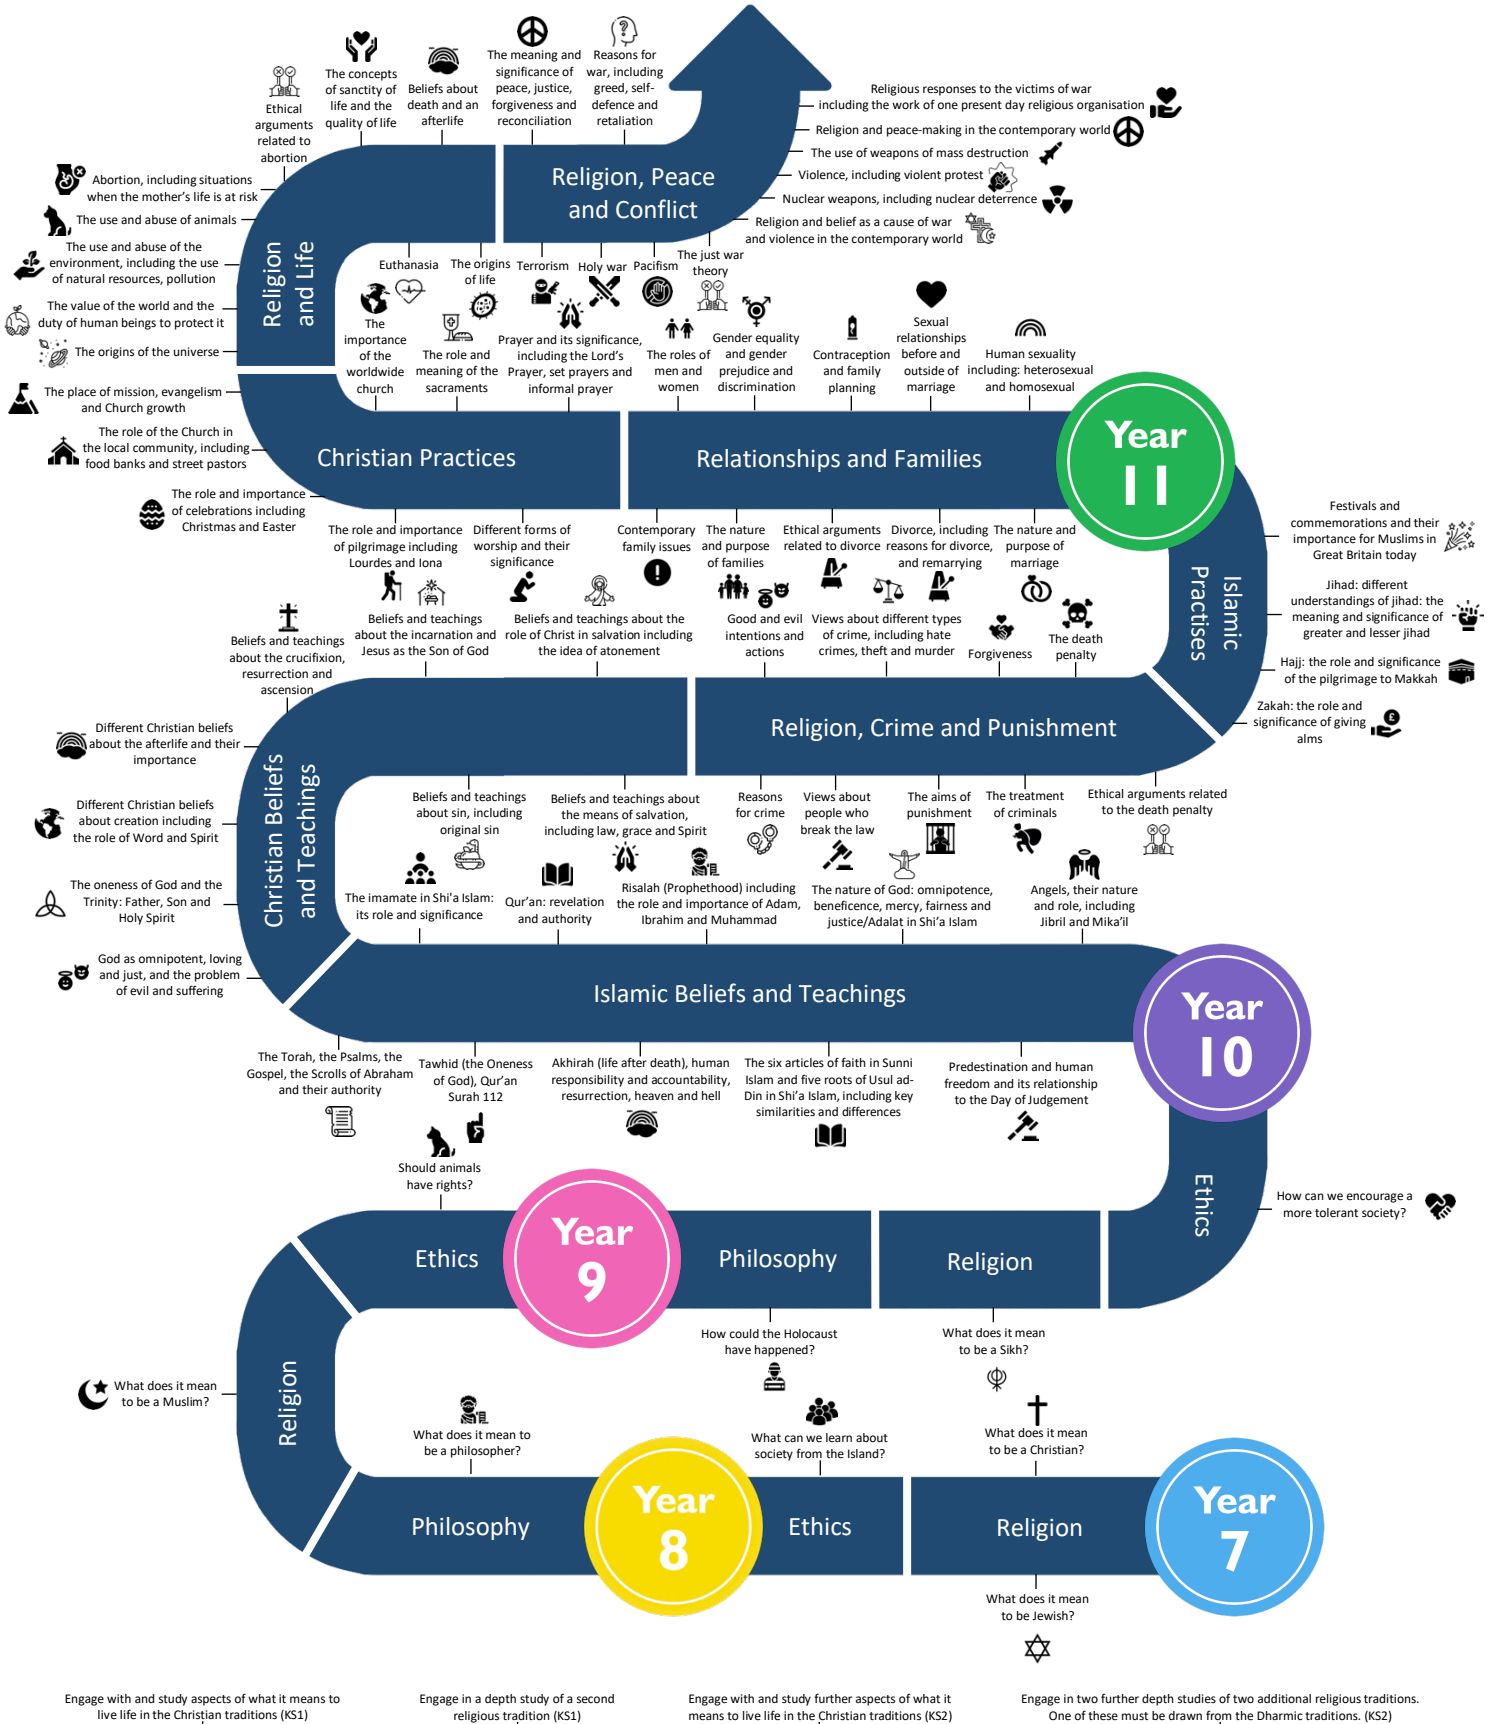 The concepts
of sanctity of
life and the
quality of life
Beliefs about
death and an
afterlife
The meaning and
significance of
peace, justice,
forgiveness and
reconciliation
Reasons for
war, including
greed, self-
defence and
retaliation
Ethical
arguments
related to
abortion
Religious responses to the victims of war
including the work of one present day religious organisation
Religion and peace-making in the contemporary world
The use of weapons of mass destruction
Violence, including violent protest
Nuclear weapons, including nuclear deterrence
Religion and belief as a cause of war
and violence in the contemporary world
Religion, Peace
and Conflict
Abortion, including situations
when the mother's life is at risk
The use and abuse of animals
The use and abuse of the
environment, including the use
of natural resources, pollution
The value of the world and the
duty of human beings to protect it
The origins of the universe
Religion
and Life
Euthanasia
The origins
of life
Terrorism
Holy war
Pacifism
The just war
theory
The
importance
of the
worldwide
church
The role and
meaning of the
sacraments
Prayer and its significance,
including the Lord's
Prayer, set prayers and
informal prayer
The roles of
men and
women
Gender equality
and gender
prejudice and
discrimination
Contraception
and family
planning
Sexual
relationships
before and
outside of
marriage
Human sexuality
including: heterosexual
and homosexual
The place of mission, evangelism
and Church growth
The role of the Church in
the local community, including
food banks and street pastors
The role and importance
of celebrations including
Christmas and Easter
Christian Practices
Relationships and Families
Year
11
The role and importance
of pilgrimage including
Lourdes and Iona
Different forms of
worship and their
significance
Contemporary
family issues
The nature
and purpose
of families
Ethical arguments
related to divorce
Divorce, including
reasons for divorce,
and remarrying
The nature and
purpose of
marriage
Islamic
Practises
Festivals and
commemorations and their
importance for Muslims in
Great Britain today
Jihad: different
understandings of jihad: the
meaning and significance of
greater and lesser jihad
Hajj: the role and significance
of the pilgrimage to Makkah
Zakah: the role and
significance of giving
alms
£
Beliefs and teachings
about the crucifixion,
resurrection and
ascension
Beliefs and teachings
about the incarnation and
Jesus as the Son of God
Beliefs and teachings about the
role of Christ in salvation including
the idea of atonement
Good and evil
intentions and
actions
Views about different types
of crime, including hate
crimes, theft and murder
Forgiveness
The death
penalty
Religion, Crime and Punishment
Different Christian beliefs
about the afterlife and their
importance
Different Christian beliefs
about creation including
the role of Word and Spirit
The oneness of God and the
Trinity: Father, Son and
Holy Spirit
God as omnipotent, loving
and just, and the problem
of evil and suffering
Christian Beliefs
and Teachings
Beliefs and teachings
about sin, including
original sin
Beliefs and teachings about
the means of salvation,
including law, grace and Spirit
Reasons
for crime
Views about
people who
break the law
The aims of
punishment
The treatment
of criminals
Ethical arguments related
to the death penalty
The imamate in Shi'a Islam:
its role and significance
Qur'an: revelation
and authority
Risalah (Prophethood) including
the role and importance of Adam,
Ibrahim and Muhammad
The nature of God: omnipotence,
beneficence, mercy, fairness and
justice/Adalat in Shi'a Islam
Angels, their nature
and role, including
Jibril and Mika'il
Islamic Beliefs and Teachings
Year
10
The Torah, the Psalms, the
Gospel, the Scrolls of Abraham
and their authority
Tawhid (the Oneness
of God), Qur'an
Surah 112
Akhirah (life after death), human
responsibility and accountability,
resurrection, heaven and hell
The six articles of faith in Sunni
Islam and five roots of Usul ad-
Din in Shi'a Islam, including key
similarities and differences
Predestination and human
freedom and its relationship
to the Day of Judgement
Should animals
have rights?
Ethics
How can we encourage a
more tolerant society?
Ethics
Year
9
Philosophy
Religion
How could the Holocaust
have happened?
What does it mean
to be a Sikh?
What does it mean
to be a Muslim?
Religion
What does it mean to
be a philosopher?
What can we learn about
society from the Island?
What does it mean
to be a Christian?
Philosophy
Year
8
Ethics
Religion
Year
7
What does it mean
to be Jewish?
Engage with and study aspects of what it means to
live life in the Christian traditions (KS1)
Engage in a depth study of a second
religious tradition (KS1)
Engage with and study further aspects of what it
means to live life in the Christian traditions (KS2)
Engage in two further depth studies of two additional religious traditions.
One of these must be drawn from the Dharmic traditions. (KS2)